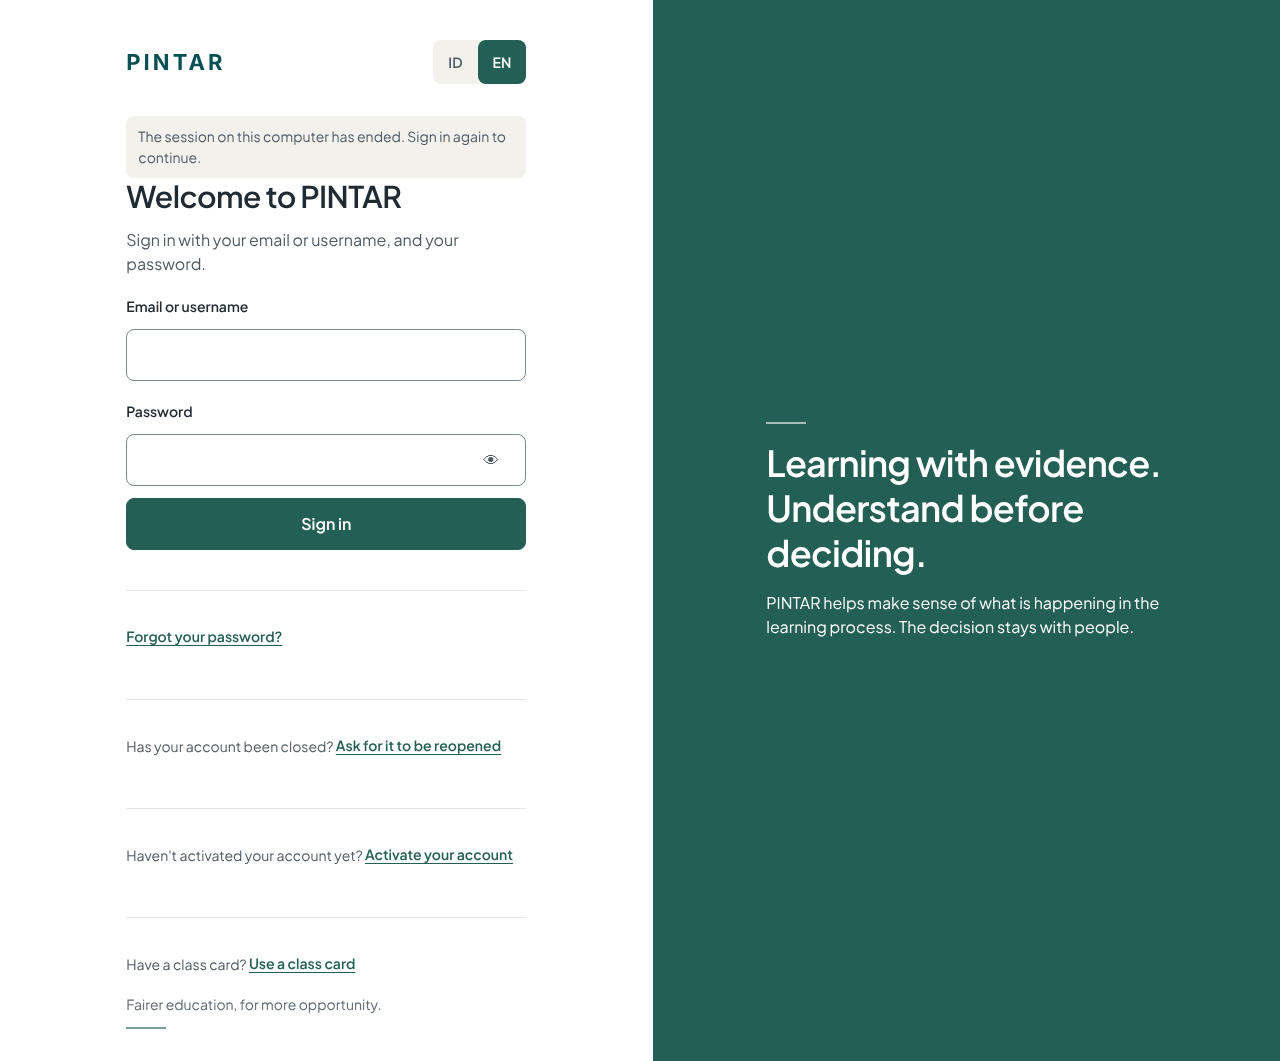 PINTAR
ID EN
The session on this computer has ended. Sign in again to
continue.
Welcome to PINTAR
Sign in with your email or username, and your
password.
Email or username
Password
Sign in
Forgot your password?
Has your account been closed? Ask for it to be reopened
Haven't activated your account yet? Activate your account
Have a class card? Use a class card
Fairer education, for more opportunity.
Learning with evidence.
Understand before
deciding.
PINTAR helps make sense of what is happening in the
learning process. The decision stays with people.